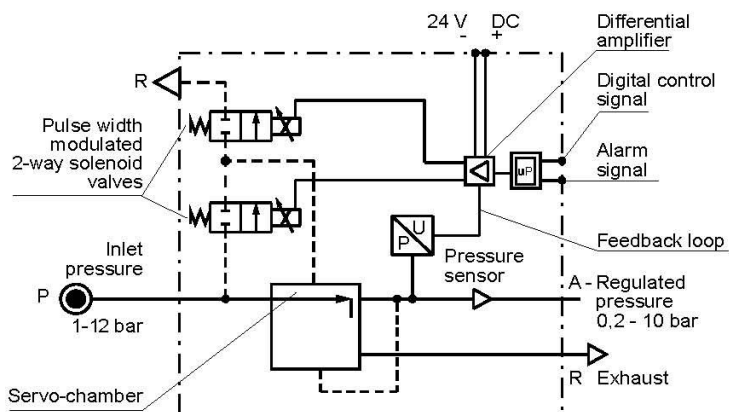 24 V DC
- +
Differential
amplifier
R
Digital control
signal
Pulse width
modulated
2-way solenoid
valves
uP
Alarm
signal
U
P
Feedback loop
Inlet
pressure
Pressure
sensor
P
1-12 bar
A - Regulated
pressure
0,2 - 10 bar
Servo-chamber
R Exhaust